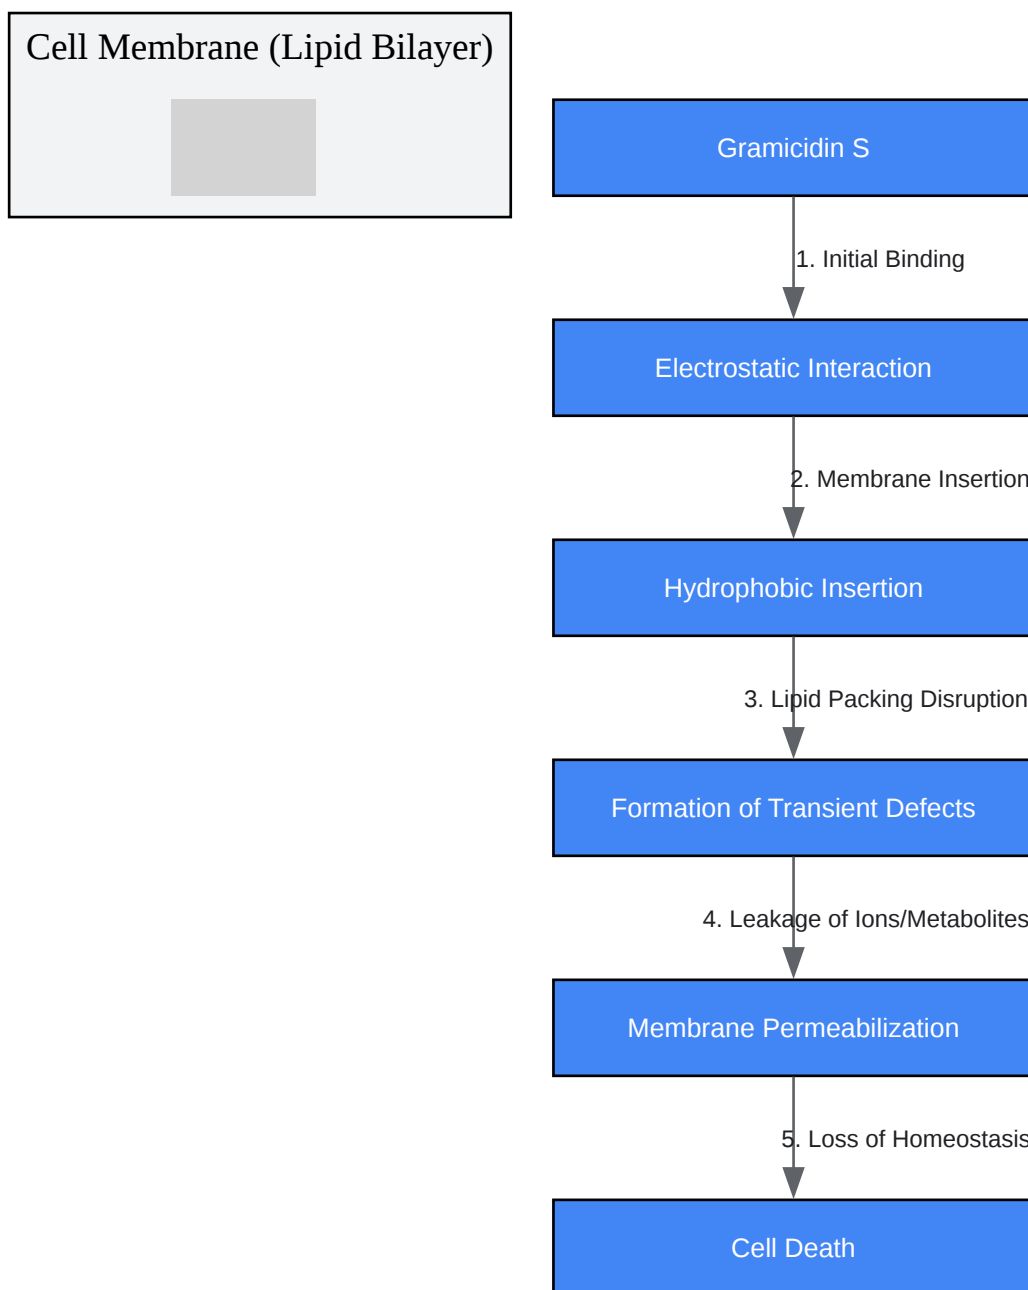 Cell Membrane (Lipid Bilayer)
Gramicidin S
1. Initial Binding
Electrostatic Interaction
2. Membrane Insertion
Hydrophobic Insertion
3. Lipid Packing Disruption
Formation of Transient Defects
4. Leakage of Ions/Metabolites
Membrane Permeabilization
5. Loss of Homeostasis
Cell Death